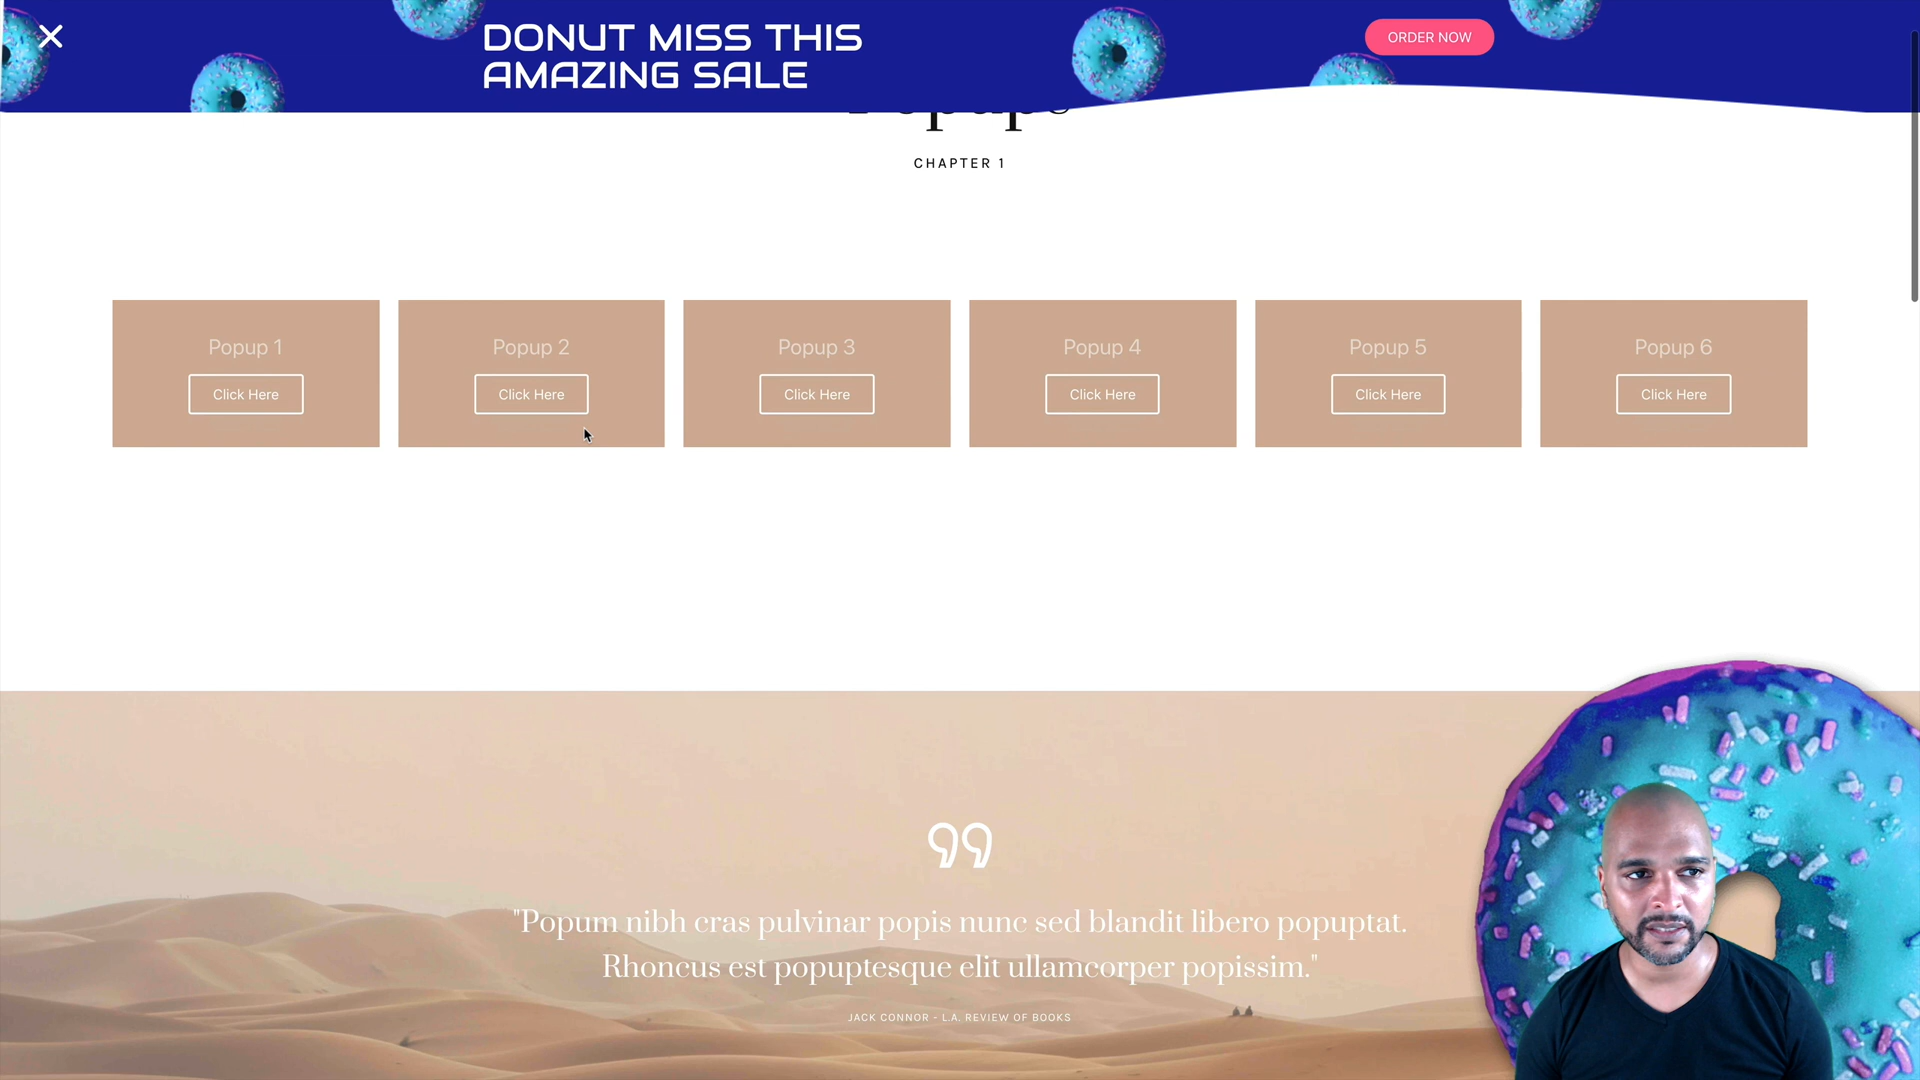 DONUT MISS THIS
AMAZING SALE
ORDER NOW
CHAPTER 1
Popup 1
Click Here
Popup 2
Click Here
Popup 3
Click Here
Popup 4
Click Here
Popup 5
Click Here
Popup 6
Click Here
"Popum nibh cras pulvinar popis nunc sed blandit libero popuptat.
Rhoncus est popuptesque elit ullamcorper popissim."
JACK CONNOR - L.A. REVIEW OF BOOKS